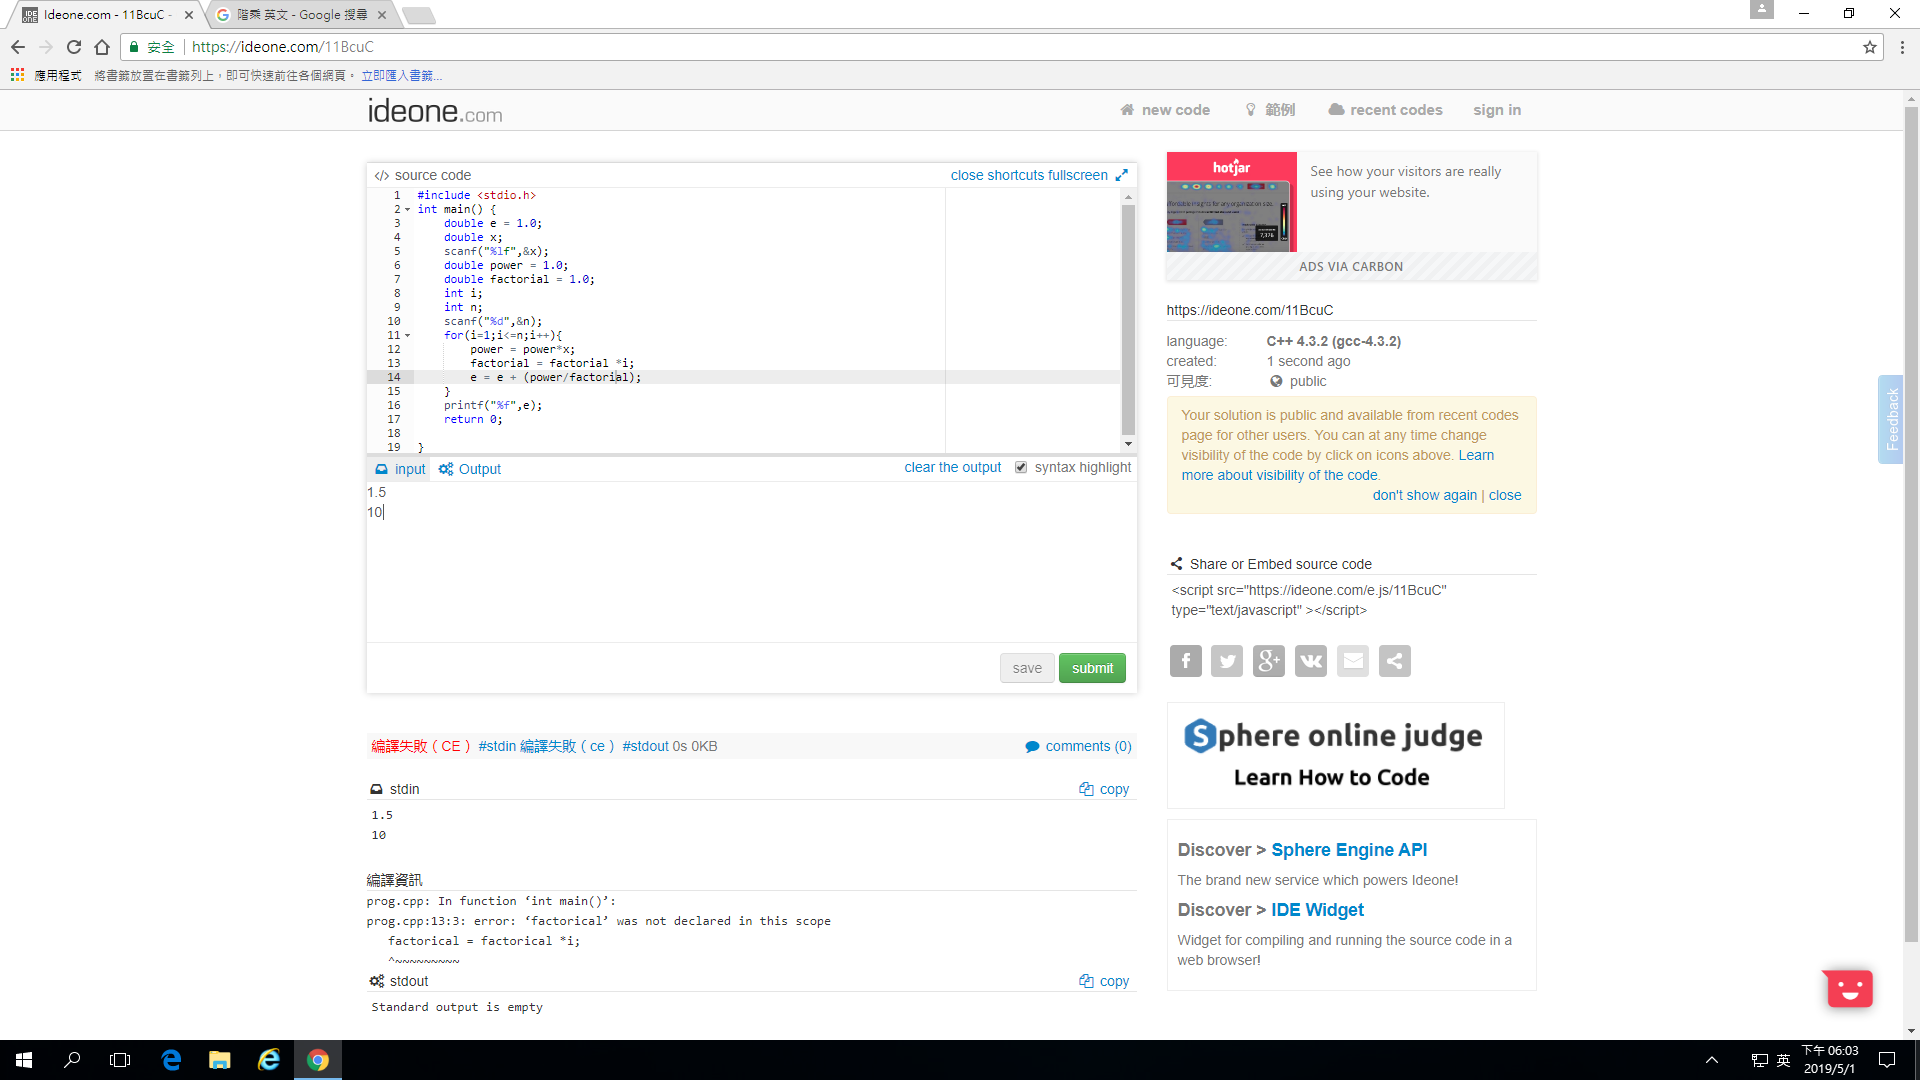 Ideone.com - 11BcuC -
階乘 英文 - Google 搜尋
安全
https://ideone.com/11BcuC
應用程式
將書籤放置在書籤列上，即可快速前往各個網頁。 立即匯入書籤...
ideone.com
new code
範例
recent codes
sign in
</> source code
close shortcuts fullscreen
1 #include <stdio.h>
2 int main() {
3 double e = 1.0;
4 double x;
5 scanf("%lf",&x);
6 double power = 1.0;
7 double factorial = 1.0;
8 int i;
9 int n;
10 scanf("%d",&n);
11 for(i=1;i<=n;i++){
12 power = power*x;
13 factorial = factorial *i;
14 e = e + (power/factorial);
15 }
16 printf("%f",e);
17 return 0;
18
19 }
input
Output
clear the output
syntax highlight
1.5
10
save
submit
編譯失敗（CE） #stdin 編譯失敗（ce） #stdout 0s 0KB
comments (0)
stdin
copy
1.5
10
編譯資訊
prog.cpp: In function ‘int main()’:
prog.cpp:13:3: error: ‘factorical’ was not declared in this scope
factorical = factorical *i;
^~~~~~~~~~
stdout
copy
Standard output is empty
hotjar
See how your visitors are really
using your website.
ADS VIA CARBON
https://ideone.com/11BcuC
language: C++ 4.3.2 (gcc-4.3.2)
created: 1 second ago
可見度: public
Your solution is public and available from recent codes
page for other users. You can at any time change
visibility of the code by click on icons above. Learn
more about visibility of the code.
don't show again | close
Feedback
Share or Embed source code
<script src="https://ideone.com/e.js/11BcuC"
type="text/javascript" ></script>
Sphere online judge
Learn How to Code
Discover > Sphere Engine API
The brand new service which powers Ideone!
Discover > IDE Widget
Widget for compiling and running the source code in a
web browser!
英
下午 06:03
2019/5/1